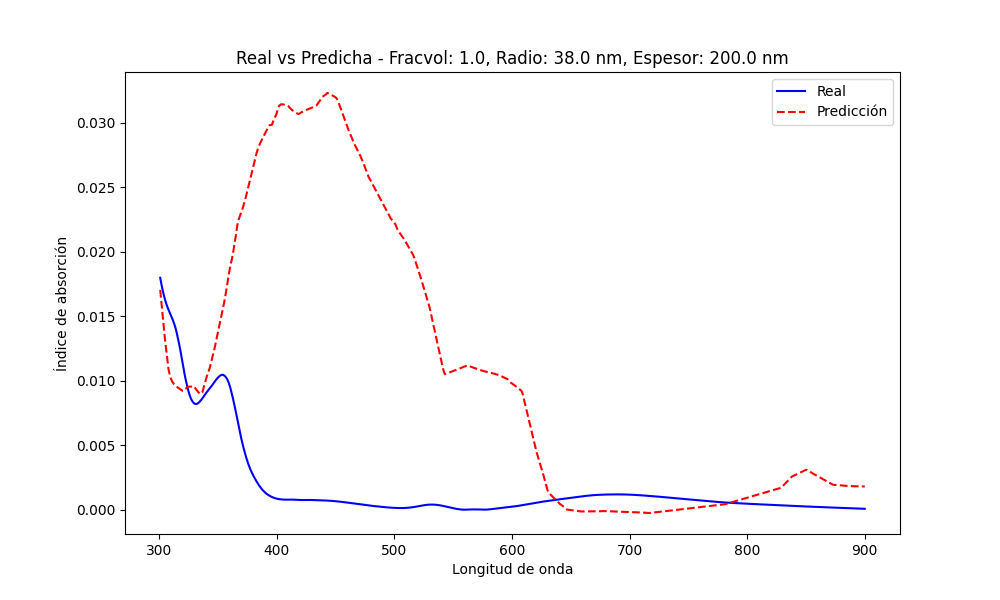 Real vs Predicha - Fracvol: 1.0, Radio: 38.0 nm, Espesor: 200.0 nm
Real
Predicción
Índice de absorción
0.030
0.025
0.020
0.015
0.010
0.005
0.000
300 400 500 600 700 800 900
Longitud de onda